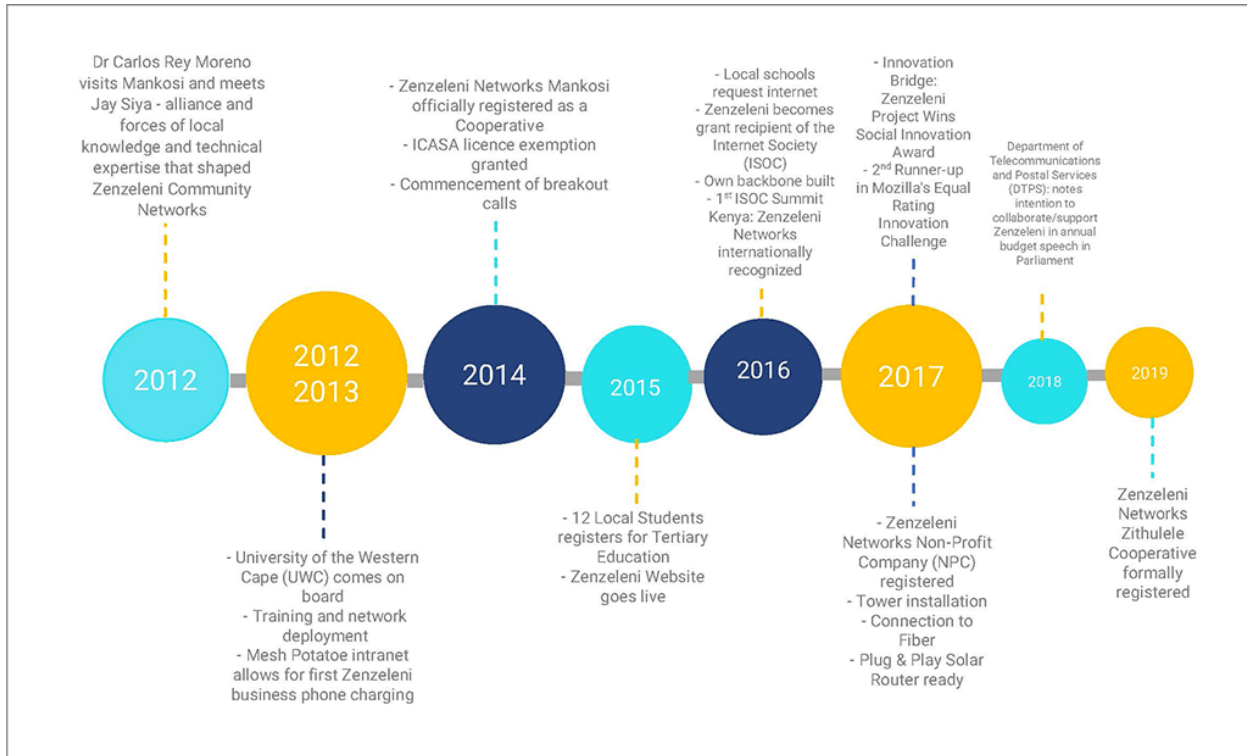 Dr Carlos Rey Moreno
visits Mankosi and meets
Jay Siya - alliance and
forces of local
knowledge and technical
expertise that shaped
Zenzeleni Community
Networks
2012
2012
2013
- University of the Western
Cape (UWC) comes on
board
- Training and network
deployment
- Mesh Potatoe intranet
allows for first Zenzeleni
business phone charging
- Zenzeleni Networks Mankosi
officially registered as a
Cooperative
- ICASA licence exemption
granted
- Commencement of breakout
calls
2014
2015
- 12 Local Students
registers for Tertiary
Education
- Zenzeleni Website
goes live
- Local schools
request internet
- Zenzeleni becomes
grant recipient of the
Internet Society
(ISOC)
- Own backbone built
- 1st ISOC Summit
Kenya: Zenzeleni
Networks
internationally
recognized
2016
- Innovation
Bridge:
Zenzeleni
Project Wins
Social Innovation
Award
- 2nd Runner-up
in Mozilla's Equal
Rating
Innovation
Challenge
2017
- Zenzeleni
Networks Non-Profit
Company (NPC)
registered
- Tower installation
- Connection to
Fiber
- Plug & Play Solar
Router ready
Department of
Telecommunications
and Postal Services
(DTPS): notes
intention to
collaborate/support
Zenzeleni in annual
budget speech in
Parliament
2018
2019
Zenzeleni
Networks
Zithulele
Cooperative
formally
registered